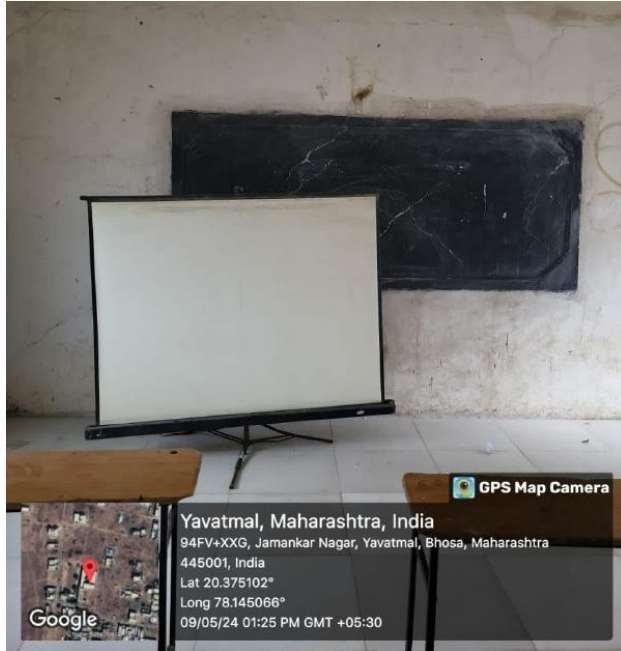 GPS Map Camera
Yavatmal, Maharashtra, India
94FV+XXG, Jamankar Nagar, Yavatmal, Bhosa, Maharashtra
445001, India
Lat 20.375102°
Long 78.145066°
09/05/24 01:25 PM GMT +05:30
Google